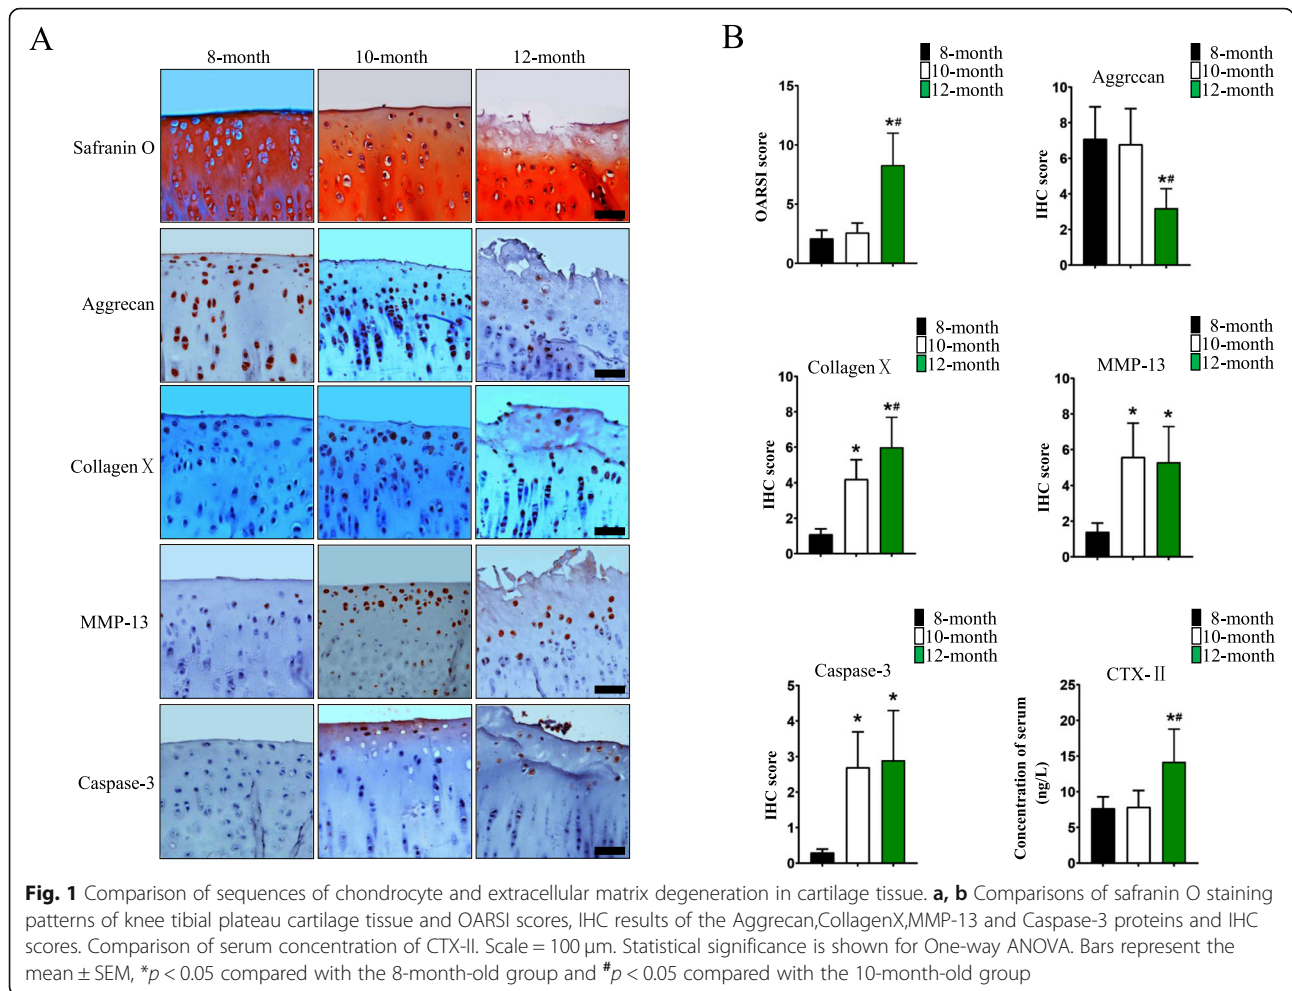 A
8-month 10-month 12-month
Safranin O
Aggrecan
Collagen X
MMP-13
Caspase-3
B
8-month
10-month
12-month
15
10
5
0
OARSI score
*#
8-month
10-month
12-month
Aggrecan
10
8
6
4
2
0
IHC score
*#
8-month
10-month
12-month
Collagen X
8
6
4
2
0
IHC score
*
*#
8-month
10-month
12-month
MMP-13
8
6
4
2
0
IHC score
*
*
8-month
10-month
12-month
Caspase-3
5
4
3
2
1
0
IHC score
*
*
8-month
10-month
12-month
CTX-II
25
20
15
10
5
0
Concentration of serum
(ng/L)
*#
Fig. 1 Comparison of sequences of chondrocyte and extracellular matrix degeneration in cartilage tissue. a, b Comparisons of safranin O staining
patterns of knee tibial plateau cartilage tissue and OARSI scores, IHC results of the Aggrecan,CollagenX,MMP-13 and Caspase-3 proteins and IHC
scores. Comparison of serum concentration of CTX-II. Scale = 100 μm. Statistical significance is shown for One-way ANOVA. Bars represent the
mean ± SEM, *p < 0.05 compared with the 8-month-old group and #p < 0.05 compared with the 10-month-old group